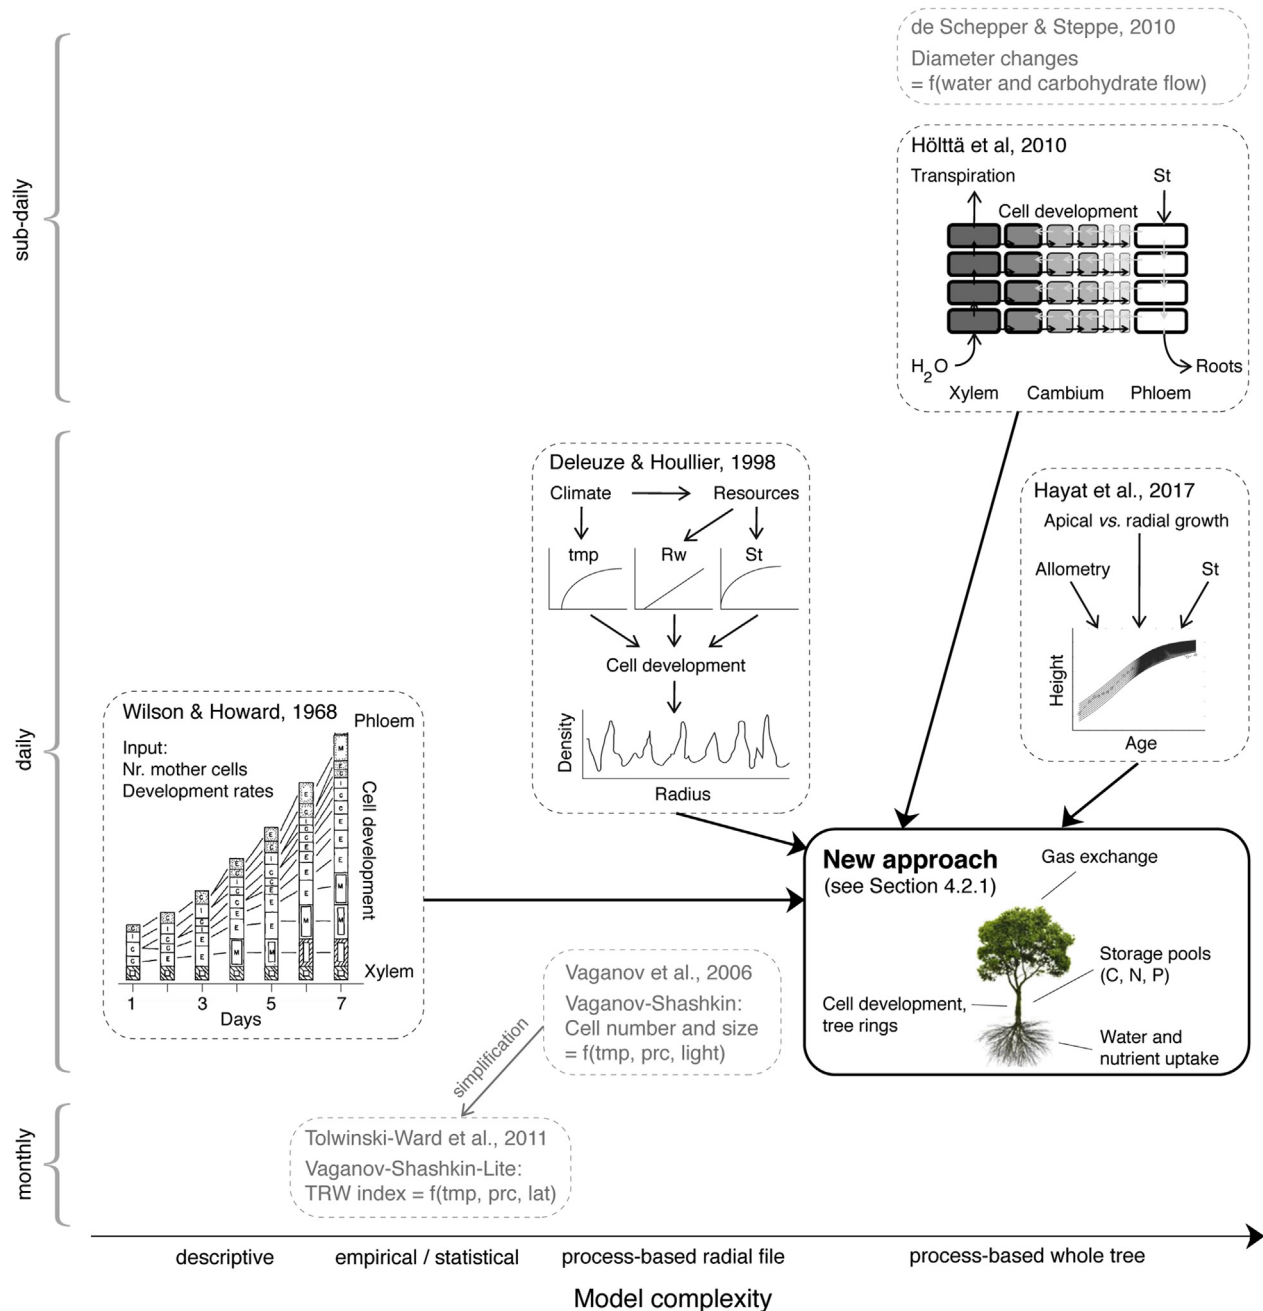 de Schepper & Steppe, 2010
Diameter changes
= f(water and carbohydrate flow)
sub-daily
Hölttä et al, 2010
Transpiration
St
Cell development
H2O
Roots
Xylem
Cambium
Phloem
daily
Deleuze & Houllier, 1998
Climate
Resources
tmp
Rw
St
Cell development
Density
Radius
Hayat et al., 2017
Apical vs. radial growth
Allometry
St
Height
Age
Wilson & Howard, 1968
Phloem
Input:
Nr. mother cells
Development rates
Cell development
Xylem
1 3 5 7
Days
New approach
(see Section 4.2.1)
Gas exchange
Storage pools
(C, N, P)
Cell development,
tree rings
Water and
nutrient uptake
Vaganov et al., 2006
Vaganov-Shashkin:
Cell number and size
= f(tmp, prc, light)
simplification
monthly
Tolwinski-Ward et al., 2011
Vaganov-Shashkin-Lite:
TRW index = f(tmp, prc, lat)
descriptive
empirical / statistical
process-based radial file
process-based whole tree
Model complexity